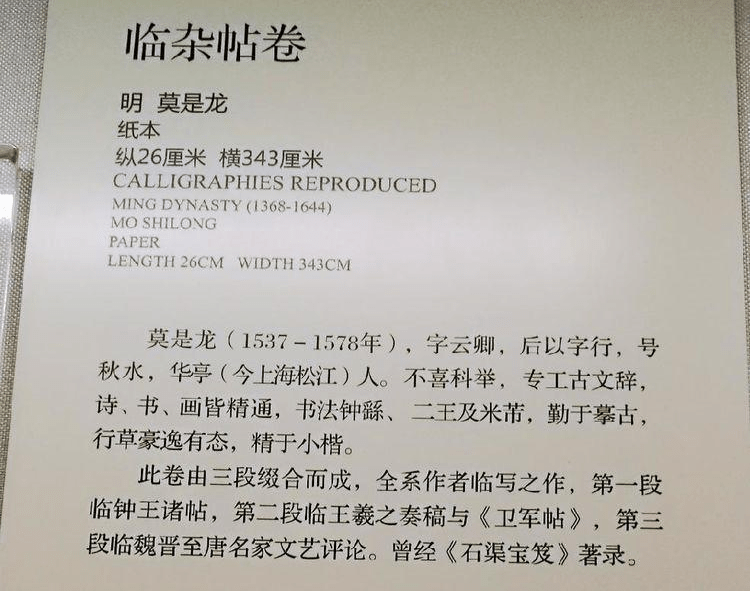 临杂帖卷
明 莫是龙
纸本
纵26厘米 横343厘米
CALLIGRAPHIES REPRODUCED
MING DYNASTY (1368-1644)
MO SHILONG
PAPER
LENGTH 26CM WIDTH 343CM
莫是龙（1537－1578年），字云卿，后以字行，号
秋水，华亭（今上海松江）人。不喜科举，专工古文辞，
诗、书、画皆精通，书法钟繇、二王及米芾，勤于摹古，
行草豪逸有态，精于小楷。
此卷由三段缀合而成，全系作者临写之作，第一段
临钟王诸帖，第二段临王羲之奏稿与《卫军帖》，第三
段临魏晋至唐名家文艺评论。曾经《石渠宝笈》著录。